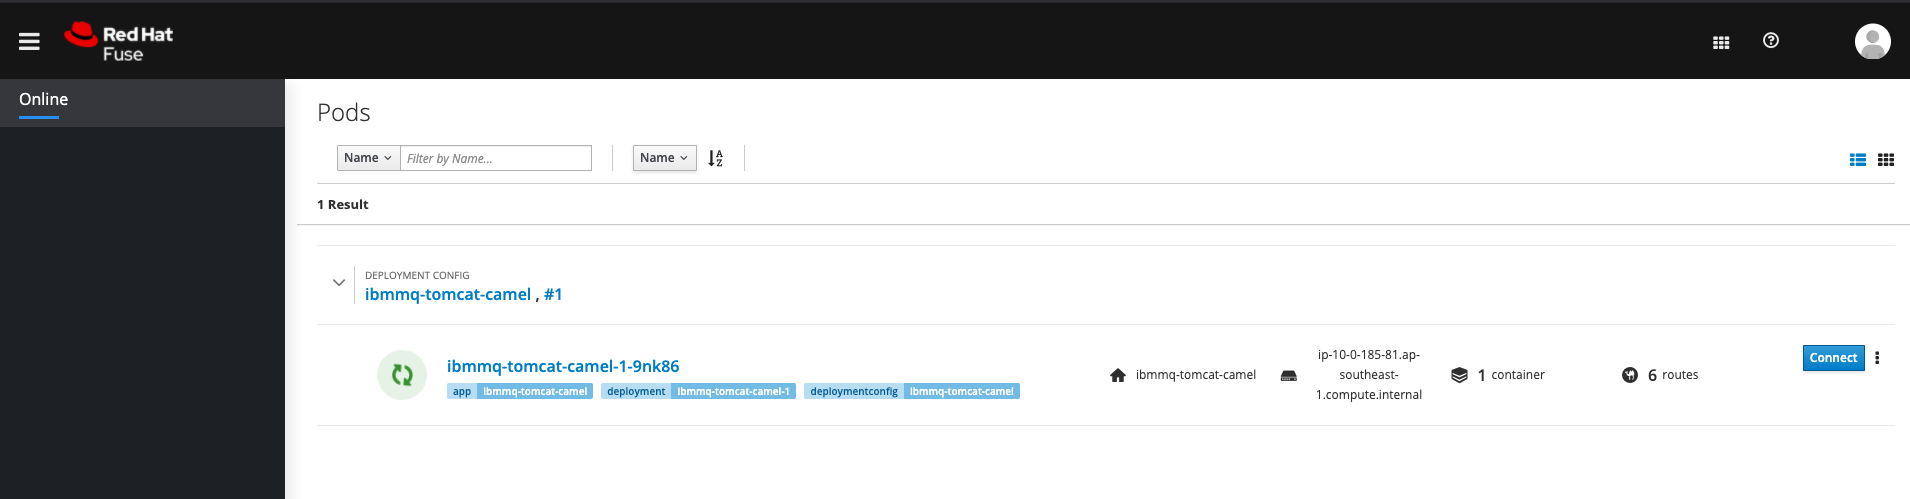 Red Hat
Fuse
Online
Pods
Name Filter by Name... Name A Z
1 Result
DEPLOYMENT CONFIG
ibmmq-tomcat-camel , #1
ibmmq-tomcat-camel-1-9nk86
app ibmmq-tomcat-camel deployment ibmmq-tomcat-camel-1 deploymentconfig ibmmq-tomcat-camel
ibmmq-tomcat-camel
ip-10-0-185-81.ap-
southeast-
1.compute.internal
1 container
6 routes
Connect